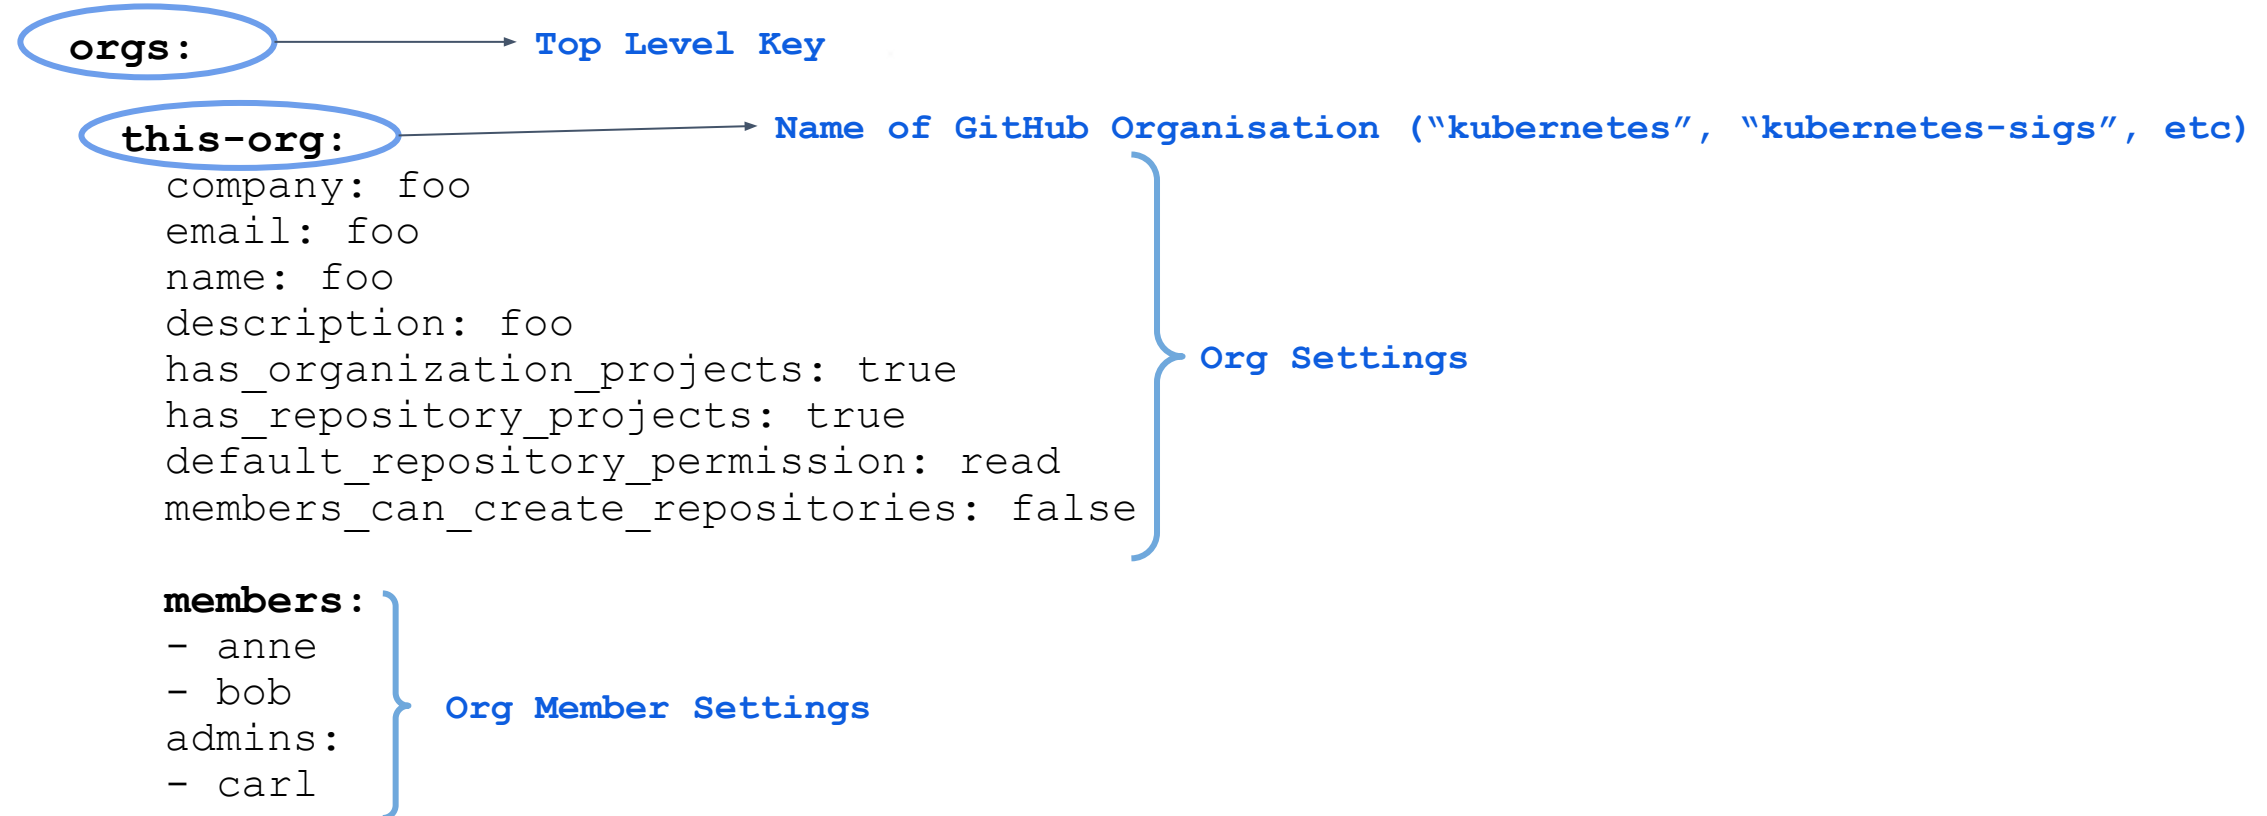 orgs: Top Level Key
this-org: Name of GitHub Organisation (“kubernetes”, “kubernetes-sigs”, etc)
company: foo
email: foo
name: foo
description: foo
has_organization_projects: true
Org Settings
has_repository_projects: true
default_repository_permission: read
members_can_create_repositories: false
members:
- anne
- bob
Org Member Settings
admins:
- carl